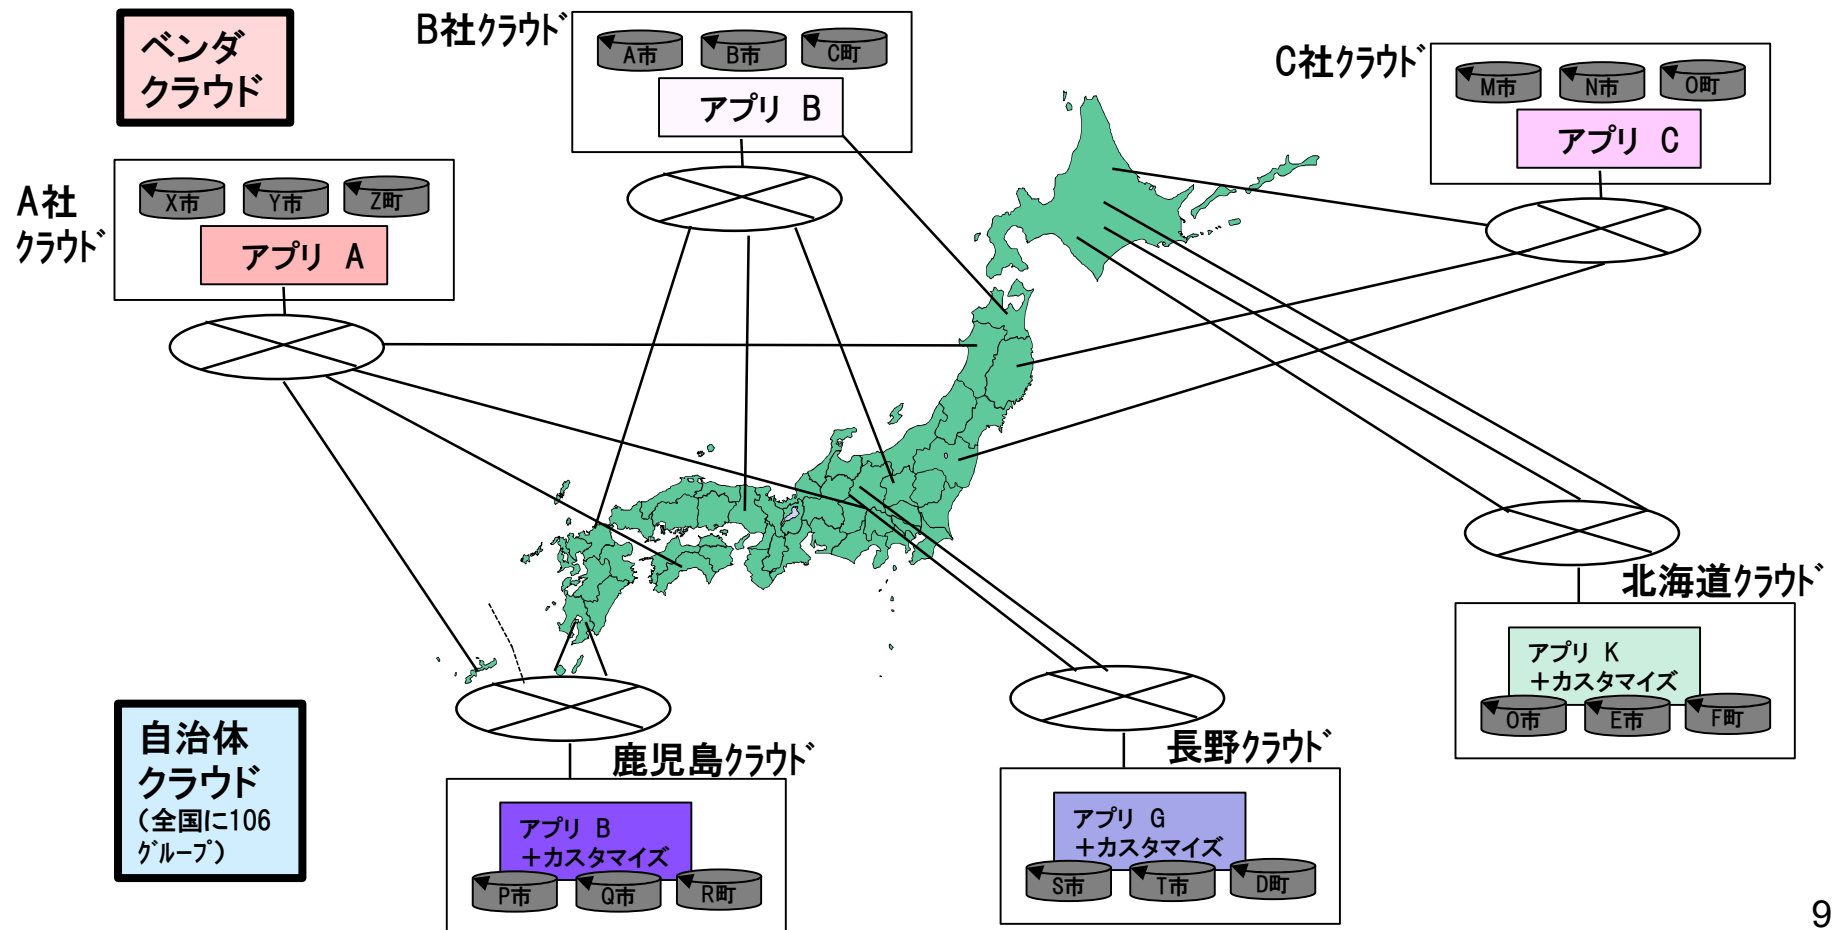 ベンダ
クラウド
B社ｸﾗｳﾄﾞ
A市
B市
C町
アプリ B
C社ｸﾗｳﾄﾞ
M市
N市
O町
アプリ C
A社
ｸﾗｳﾄﾞ
X市
Y市
Z町
アプリ A
北海道ｸﾗｳﾄﾞ
アプリ K
＋カスタマイズ
O市
E市
F町
自治体
クラウド
（全国に106
ｸﾞﾙｰﾌﾟ）
鹿児島ｸﾗｳﾄﾞ
アプリ B
＋カスタマイズ
P市
Q市
R町
長野ｸﾗｳﾄﾞ
アプリ G
＋カスタマイズ
S市
T市
D町
9